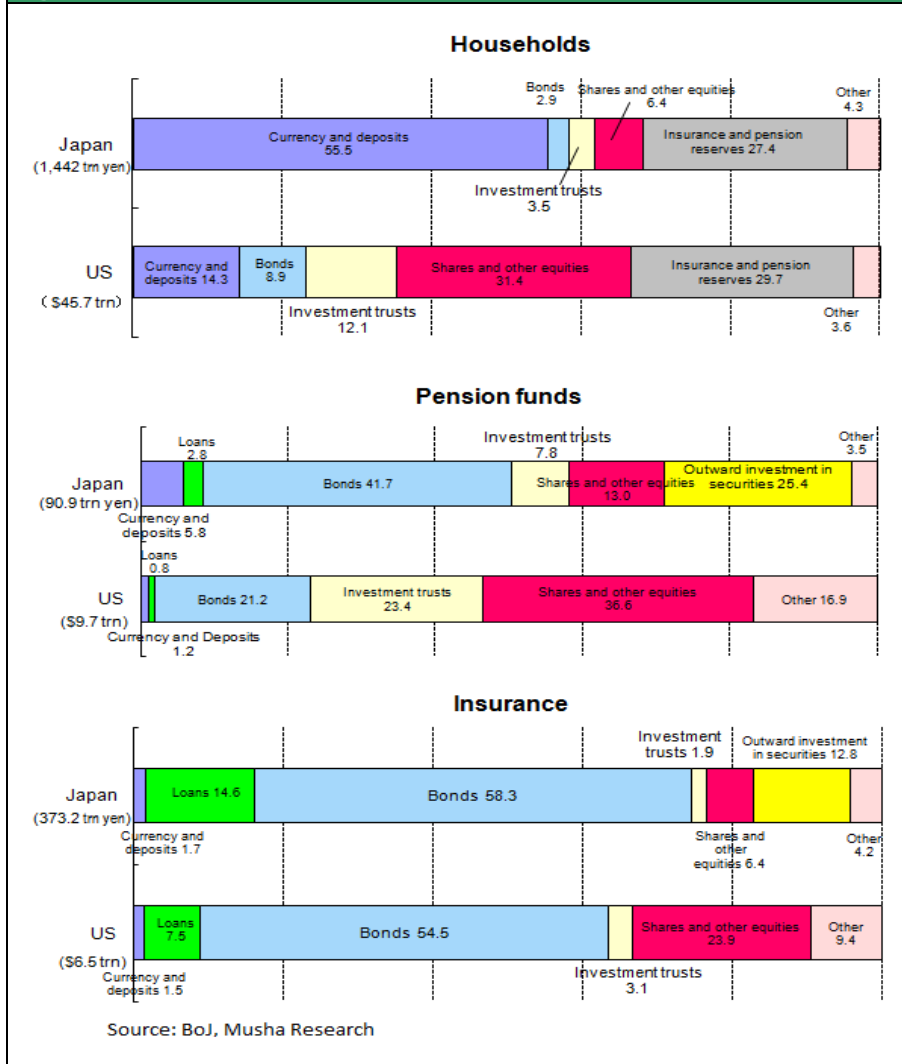 Households
Bonds
2.9
Shares and other equities
6.4
Other
4.3
Japan
(1,442 trn yen)
Currency and deposits
55.5
Insurance and pension
reserves 27.4
Investment trusts
3.5
US
( $45.7 trn)
Currency and
deposits 14.3
Bonds
8.9
Shares and other equities
31.4
Insurance and pension
reserves 29.7
Investment trusts
12.1
Other
3.6
Pension funds
Loans
2.8
Investment trusts
7.8
Other
3.5
Japan
(90.9 trn yen)
Bonds 41.7
Shares and other equities
13.0
Outward investment in
securities 25.4
Currency and
deposits 5.8
Loans
0.8
US
($9.7 trn)
Bonds 21.2
Investment trusts
23.4
Shares and other equities
36.6
Other 16.9
Currency and Deposits
1.2
Insurance
Investment
trusts 1.9
Outward investment
in securities 12.8
Japan
(373.2 trn yen)
Loans 14.6
Bonds 58.3
Currency and
deposits 1.7
Shares and
other
equities 6.4
Other
4.2
US
($6.5 trn)
Loans
7.5
Bonds 54.5
Shares and other equities
23.9
Other
9.4
Currency and
deposits 1.5
Investment trusts
3.1
Source: BoJ, Musha Research